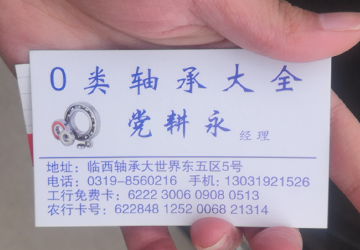 0类轴承大全
党耕永 经理
地址：临西轴承大世界东五区5号
电话：0319-8560216 手机：13031921526
工行免费卡：6222 3006 0908 0513
农行卡号：622848 1252 0068 21314